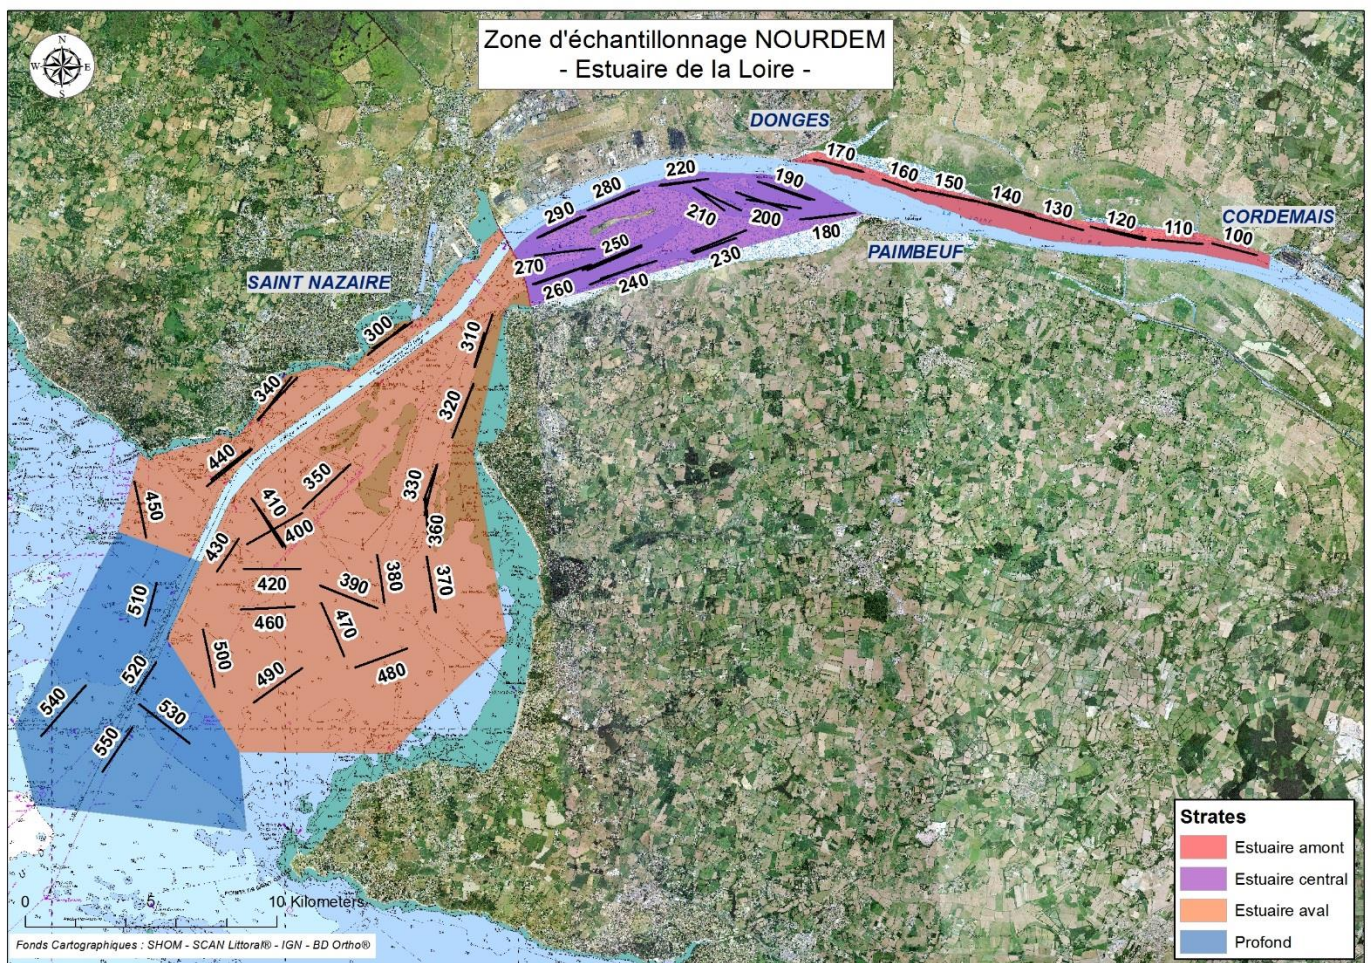 Zone d'échantillonnage NOURDEM
- Estuaire de la Loire -
N
W
E
S
DONGES
CORDEMAIS
PAIMBEUF
SAINT NAZAIRE
170
160
150
140
130
120
110
100
220
190
280
290
210
200
180
250
270
230
260
240
300
310
340
320
440
350
330
410
450
400
360
430
420
390
380
370
510
460
470
500
490
480
520
540
530
550
0
5
10 Kilometers
Fonds Cartographiques : SHOM - SCAN Littoral® - IGN - BD Ortho®
Strates
Estuaire amont
Estuaire central
Estuaire aval
Profond